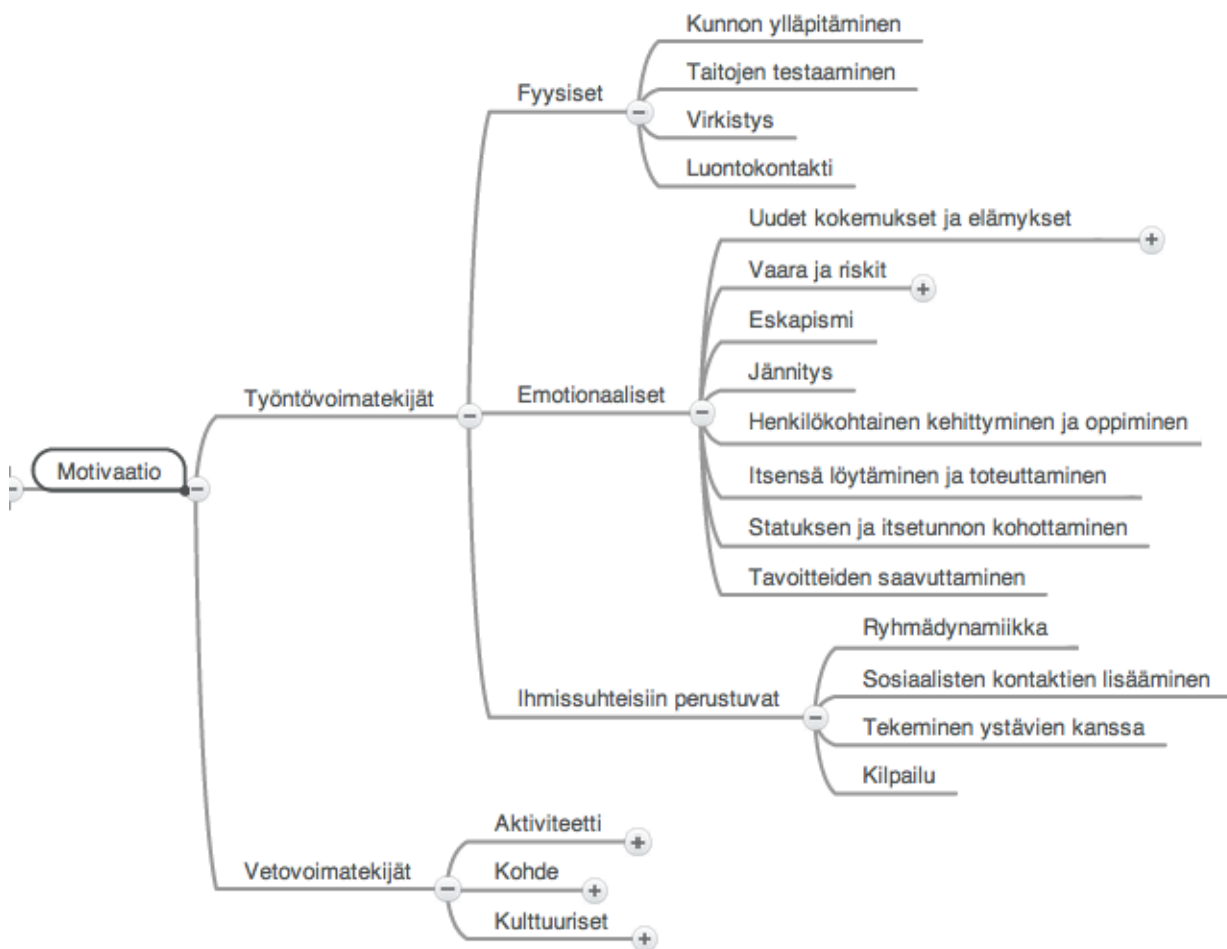 Motivaatio
Työntövoimatekijät
Fyysiset
Kunnon ylläpitäminen
Taitojen testaaminen
Virkistys
Luontokontakti
Emotionaaliset
Uudet kokemukset ja elämykset
Vaara ja riskit
Eskapismi
Jännitys
Henkilökohtainen kehittyminen ja oppiminen
Itsensä löytäminen ja toteuttaminen
Statuksen ja itsetunnon kohottaminen
Tavoitteiden saavuttaminen
Ihmissuhteisiin perustuvat
Ryhmädynamiikka
Sosiaalisten kontaktien lisääminen
Tekeminen ystävien kanssa
Kilpailu
Vetovoimatekijät
Aktiviteetti
Kohde
Kulttuuriset